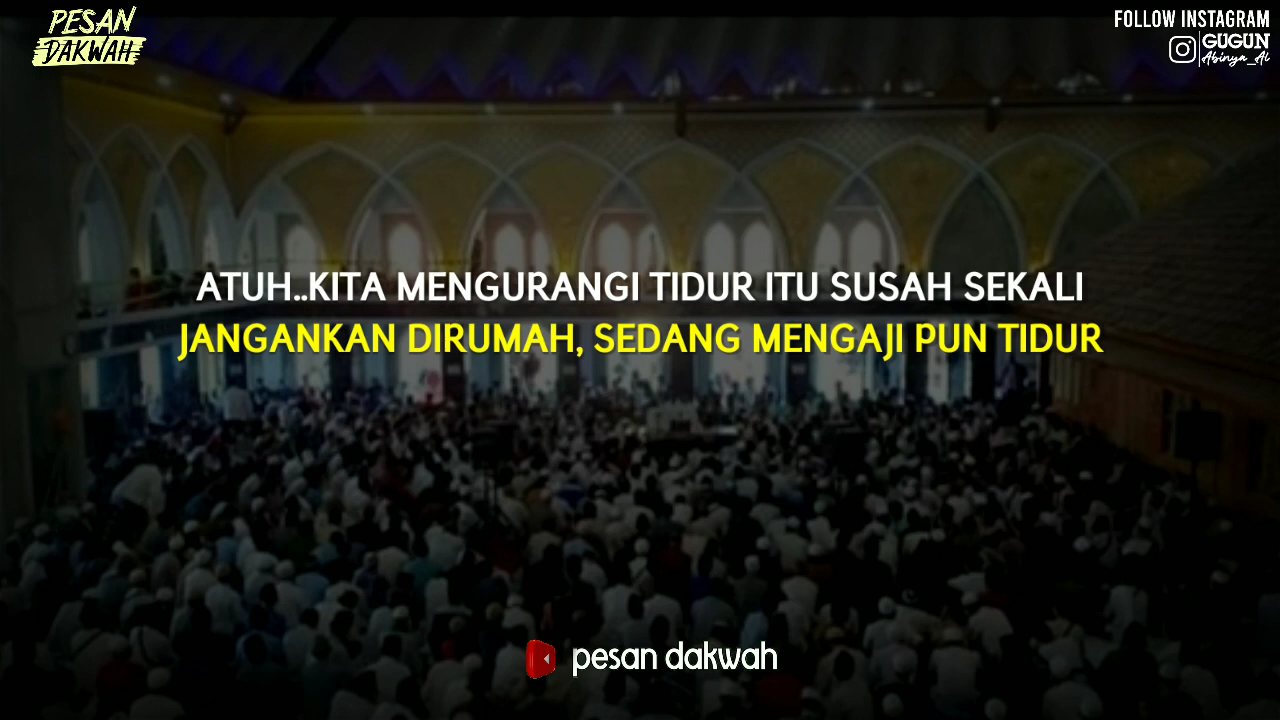 PESAN
DAKWAH
FOLLOW INSTAGRAM
GUGUN
Abinya_Al
ATUH..KITA MENGURANGI TIDUR ITU SUSAH SEKALI
JANGANKAN DIRUMAH, SEDANG MENGAJI PUN TIDUR
pesan dakwah